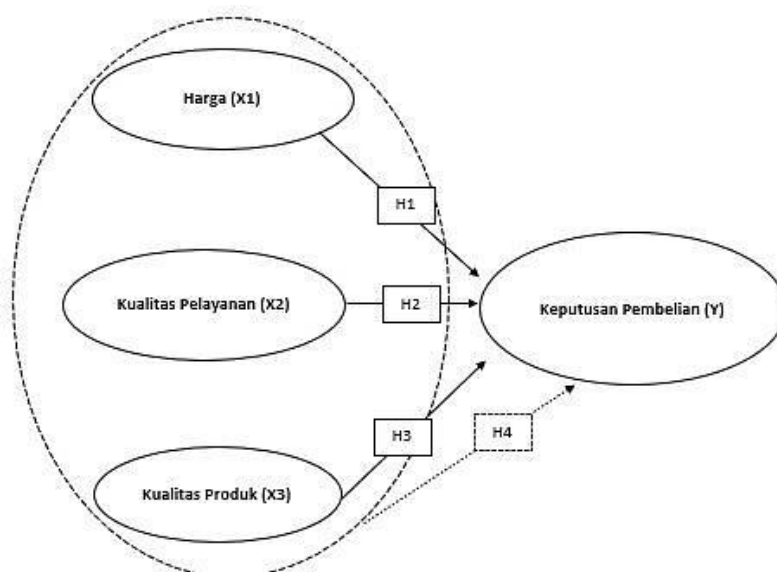 Harga (X1)
H1
Kualitas Pelayanan (X2)
H2
Keputusan Pembelian (Y)
H3
H4
Kualitas Produk (X3)